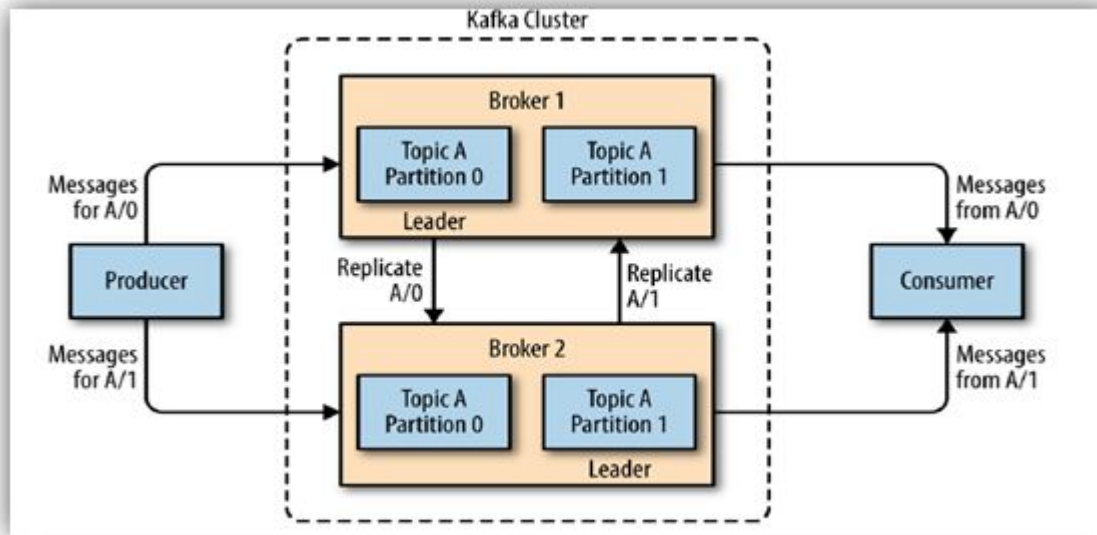 Kafka Cluster
Broker 1
Topic A
Partition 0
Topic A
Partition 1
Leader
Messages
for A/0
Messages
from A/0
Producer
Replicate
A/0
Replicate
A/1
Consumer
Messages
for A/1
Messages
from A/1
Broker 2
Topic A
Partition 0
Topic A
Partition 1
Leader